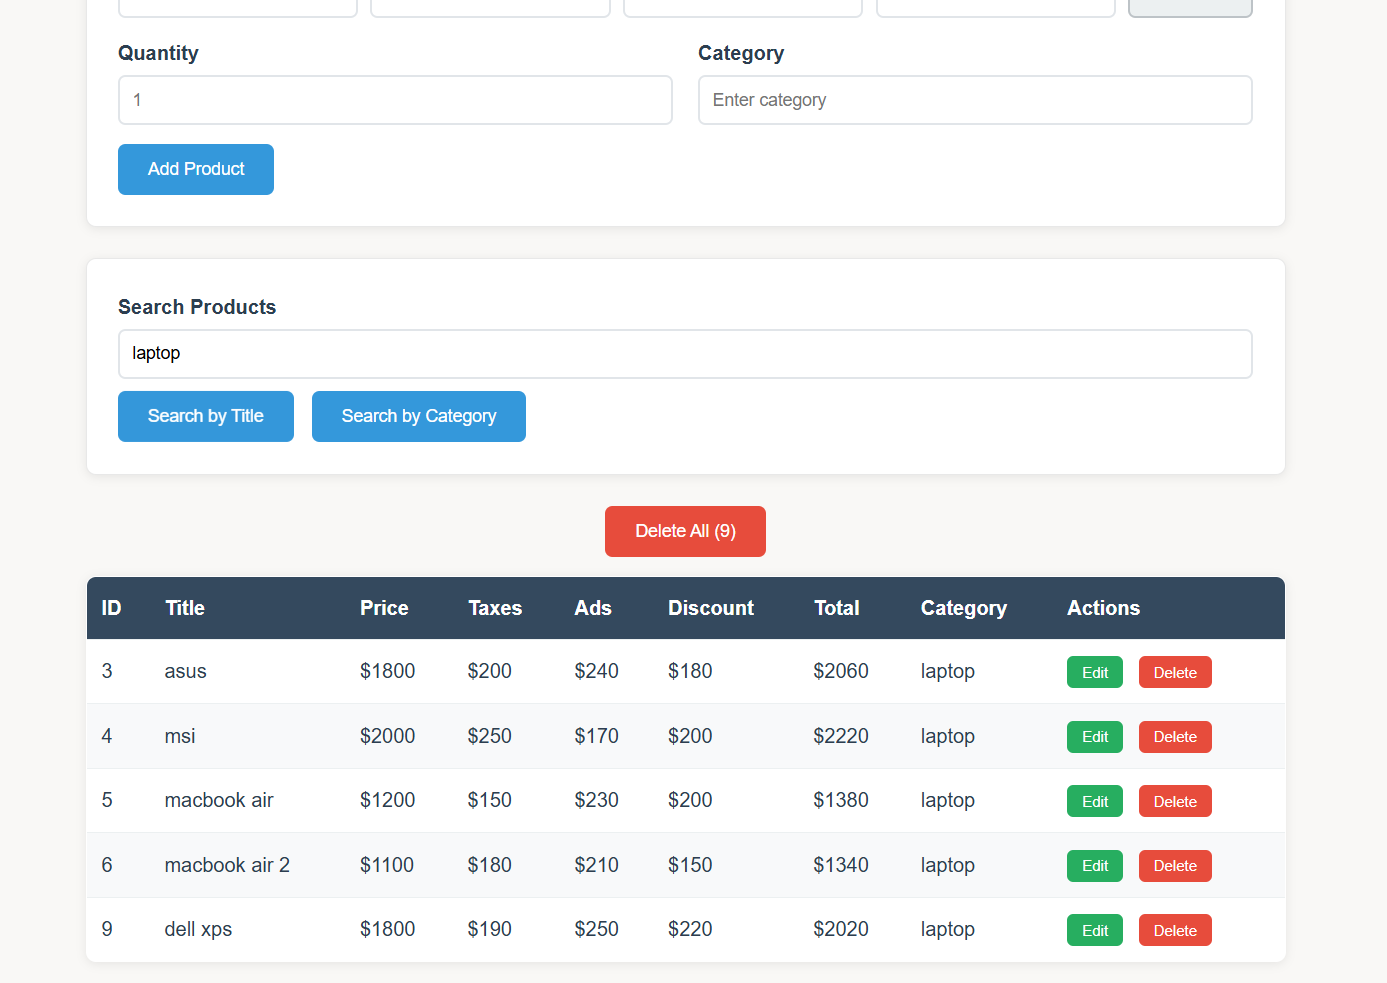 Quantity Category
1 Enter category
Add Product
Search Products
laptop
Search by Title Search by Category
Delete All (9)
ID Title Price Taxes Ads Discount Total Category Actions
3 asus $1800 $200 $240 $180 $2060 laptop Edit Delete
4 msi $2000 $250 $170 $200 $2220 laptop Edit Delete
5 macbook air $1200 $150 $230 $200 $1380 laptop Edit Delete
6 macbook air 2 $1100 $180 $210 $150 $1340 laptop Edit Delete
9 dell xps $1800 $190 $250 $220 $2020 laptop Edit Delete